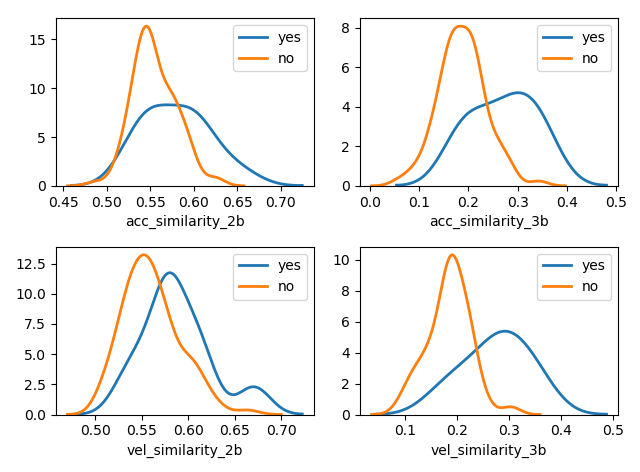 15
10
5
0
yes
no
0.45 0.50 0.55 0.60 0.65 0.70
acc_similarity_2b
8
6
4
2
0
yes
no
0.0 0.1 0.2 0.3 0.4 0.5
acc_similarity_3b
12.5
10.0
7.5
5.0
2.5
0.0
yes
no
0.50 0.55 0.60 0.65 0.70
vel_similarity_2b
10
8
6
4
2
0
yes
no
0.1 0.2 0.3 0.4 0.5
vel_similarity_3b